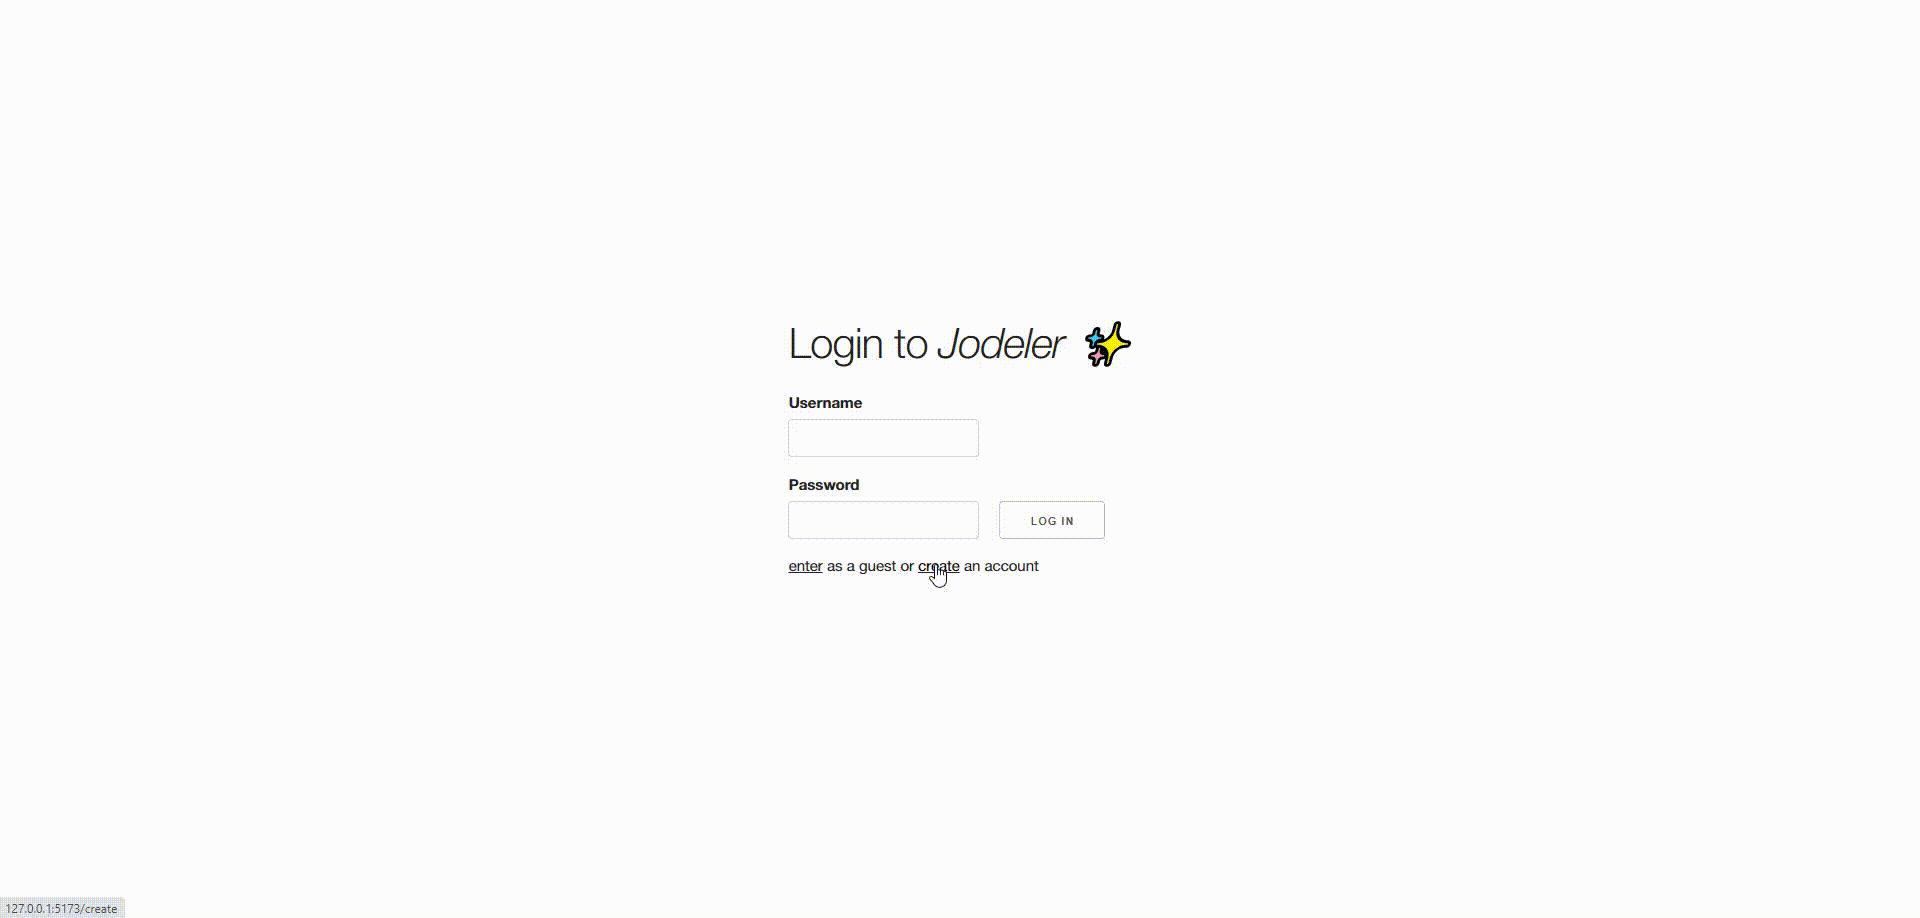 Login to Jodeler
Username
Password
LOG IN
enter as a guest or create an account
127.0.0.1:5173/create